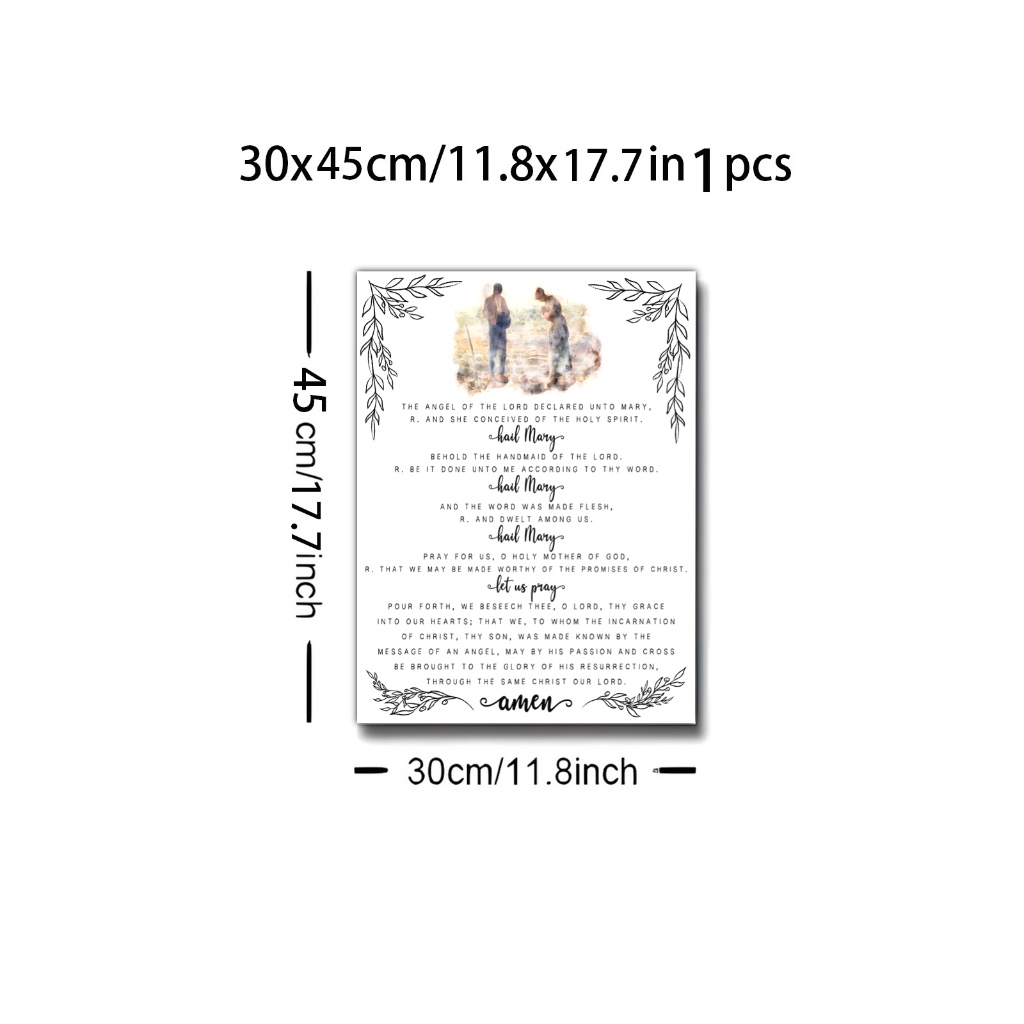 30x45cm/11.8x17.7in 1 pcs
45cm/17.7inch
THE ANGEL OF THE LORD DECLARED UNTO MARY,
R. AND SHE CONCEIVED OF THE HOLY SPIRIT.
hail Mary
BEHOLD THE HANDMAID OF THE LORD.
R. BE IT DONE UNTO ME ACCORDING TO THY WORD.
hail Mary
AND THE WORD WAS MADE FLESH,
R. AND DWELT AMONG US.
hail Mary
PRAY FOR US, O HOLY MOTHER OF GOD,
R. THAT WE MAY BE MADE WORTHY OF THE PROMISES OF CHRIST.
let us pray
POUR FORTH, WE BESEECH THEE, O LORD, THY GRACE
INTO OUR HEARTS; THAT WE, TO WHOM THE INCARNATION
OF CHRIST, THY SON, WAS MADE KNOWN BY THE
MESSAGE OF AN ANGEL, MAY BY HIS PASSION AND CROSS
BE BROUGHT TO THE GLORY OF HIS RESURRECTION,
THROUGH THE SAME CHRIST OUR LORD.
amen
30cm/11.8inch